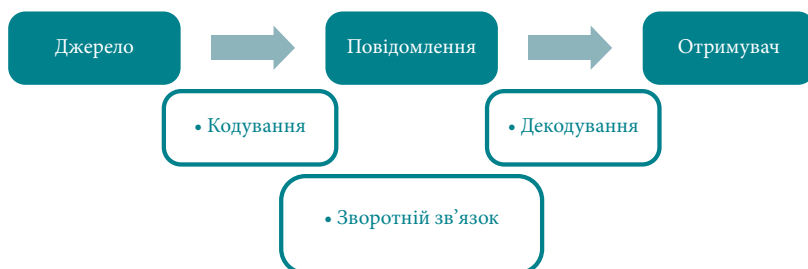 Джерело
Повідомлення
Отримувач
• Кодування
• Декодування
• Зворотній зв’язок